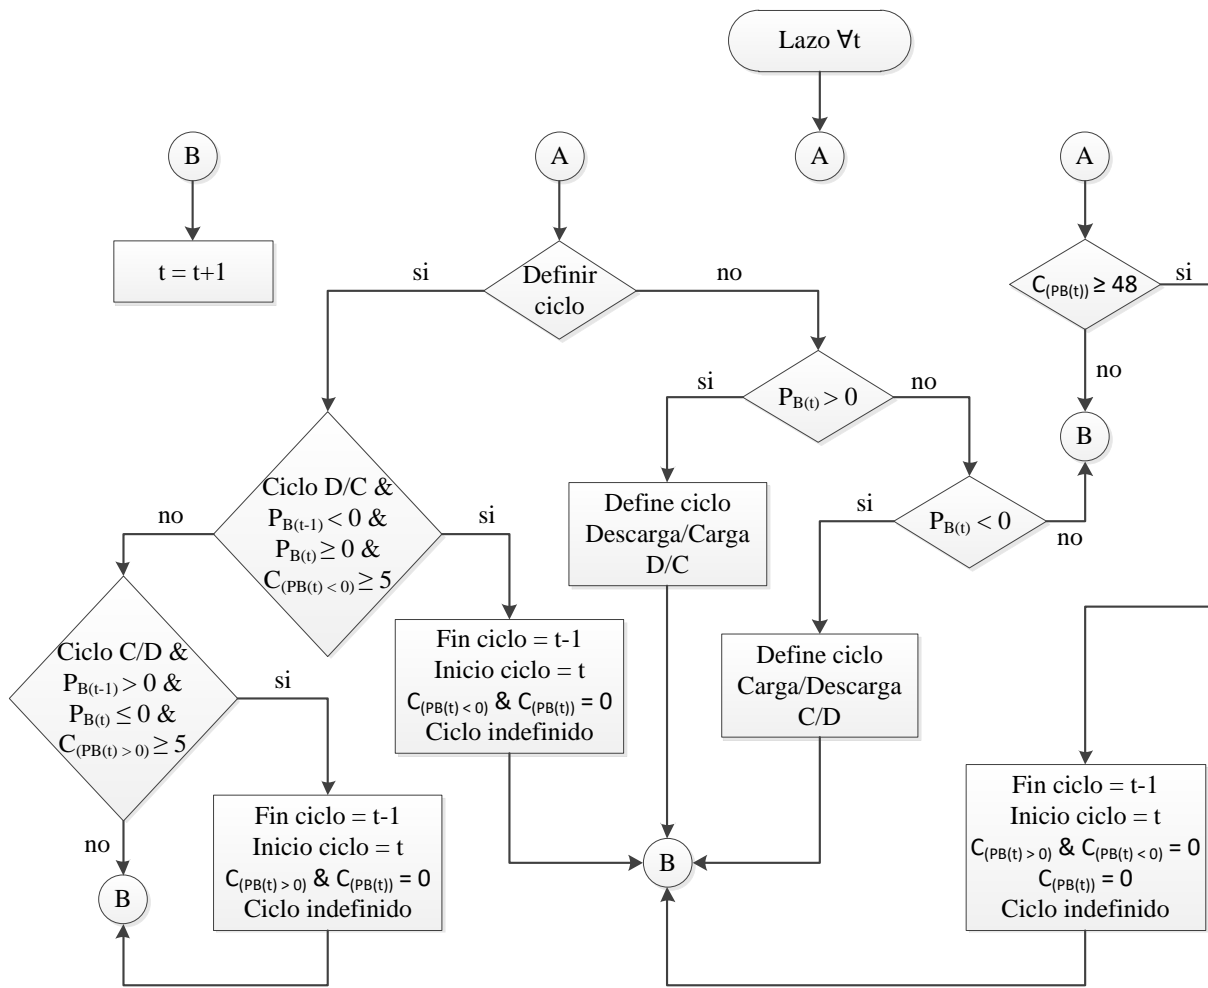 Lazo ∀t
B
A
A
A
t = t+1
si
Definir
ciclo
no
C(PB(t)) ≥ 48
si
no
si
PB(t) > 0
no
B
Ciclo D/C &
PB(t-1) < 0 &
PB(t) ≥ 0 &
C(PB(t) < 0) ≥ 5
no
si
Define ciclo
Descarga/Carga
D/C
si
PB(t) < 0
no
Ciclo C/D &
PB(t-1) > 0 &
PB(t) ≤ 0 &
C(PB(t) > 0) ≥ 5
si
no
Fin ciclo = t-1
Inicio ciclo = t
C(PB(t) < 0) & C(PB(t)) = 0
Ciclo indefinido
Define ciclo
Carga/Descarga
C/D
Fin ciclo = t-1
Inicio ciclo = t
C(PB(t) > 0) & C(PB(t)) = 0
Ciclo indefinido
B
B
Fin ciclo = t-1
Inicio ciclo = t
C(PB(t) > 0) & C(PB(t) < 0) = 0
C(PB(t)) = 0
Ciclo indefinido